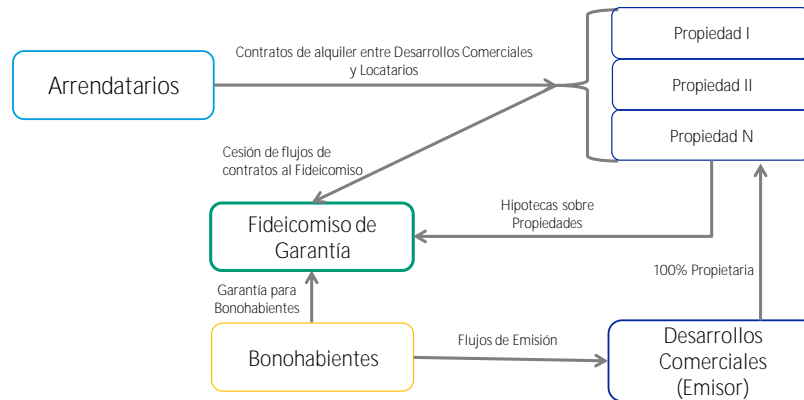 Contratos de alquiler entre Desarrollos Comerciales
y Locatarios
Arrendatarios
Propiedad I
Propiedad II
Propiedad N
Cesión de flujos de
contratos al Fideicomiso
Fideicomiso de
Garantía
Hipotecas sobre
Propiedades
100% Propietaria
Garantía para
Bonohabientes
Bonohabientes
Flujos de Emisión
Desarrollos
Comerciales
(Emisor)